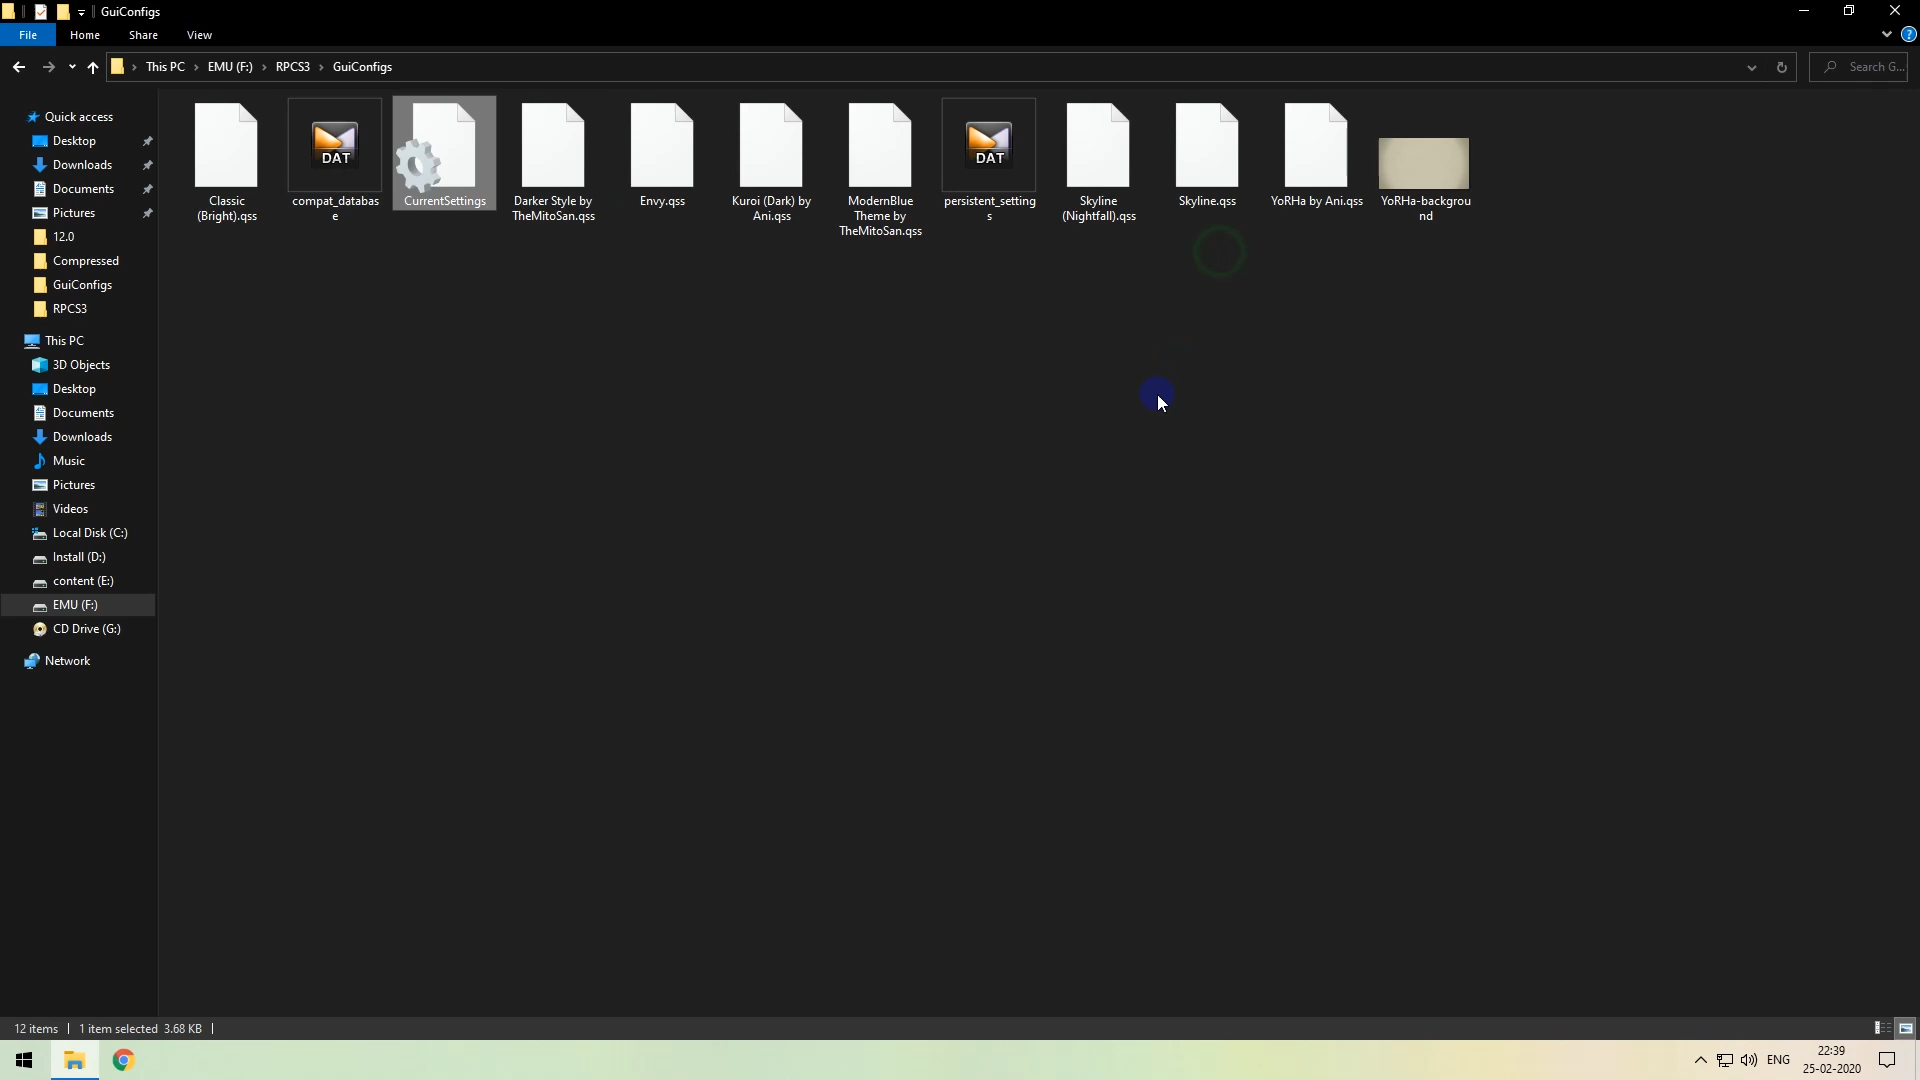 GuiConfigs
File
Home
Share
View
?
This PC
EMU (F:)
RPCS3
GuiConfigs
Search G...
Quick access
Desktop
Downloads
Documents
Pictures
12.0
Compressed
GuiConfigs
RPCS3
This PC
3D Objects
Desktop
Documents
Downloads
Music
Pictures
Videos
Local Disk (C:)
Install (D:)
content (E:)
EMU (F:)
CD Drive (G:)
Network
Classic
(Bright).qss
DAT
compat_databas
e
CurrentSettings
Darker Style by
TheMitoSan.qss
Envy.qss
Kuroi (Dark) by
Ani.qss
ModernBlue
Theme by
TheMitoSan.qss
DAT
persistent_setting
s
Skyline
(Nightfall).qss
Skyline.qss
YoRHa by Ani.qss
YoRHa-backgrou
nd
12 items
1 item selected 3.68 KB
ENG
22:39
25-02-2020